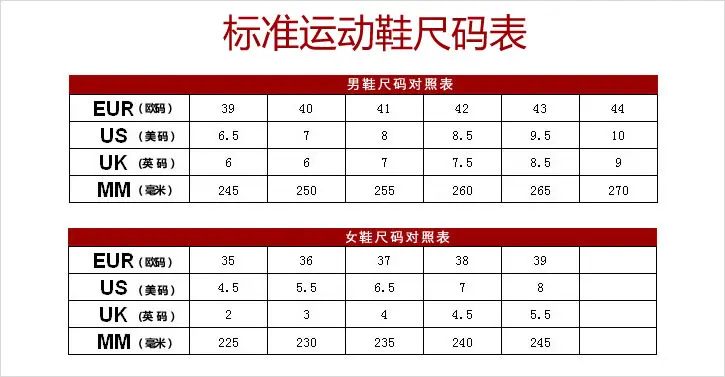 标准运动鞋尺码表
男鞋尺码对照表
EUR（欧码） 39 40 41 42 43 44
US（美码） 6.5 7 8 8.5 9.5 10
UK（英码） 6 6 7 7.5 8.5 9
MM（毫米） 245 250 255 260 265 270
女鞋尺码对照表
EUR（欧码） 35 36 37 38 39
US（美码） 4.5 5.5 6.5 7 8
UK（英码） 2 3 4 4.5 5.5
MM（毫米） 225 230 235 240 245